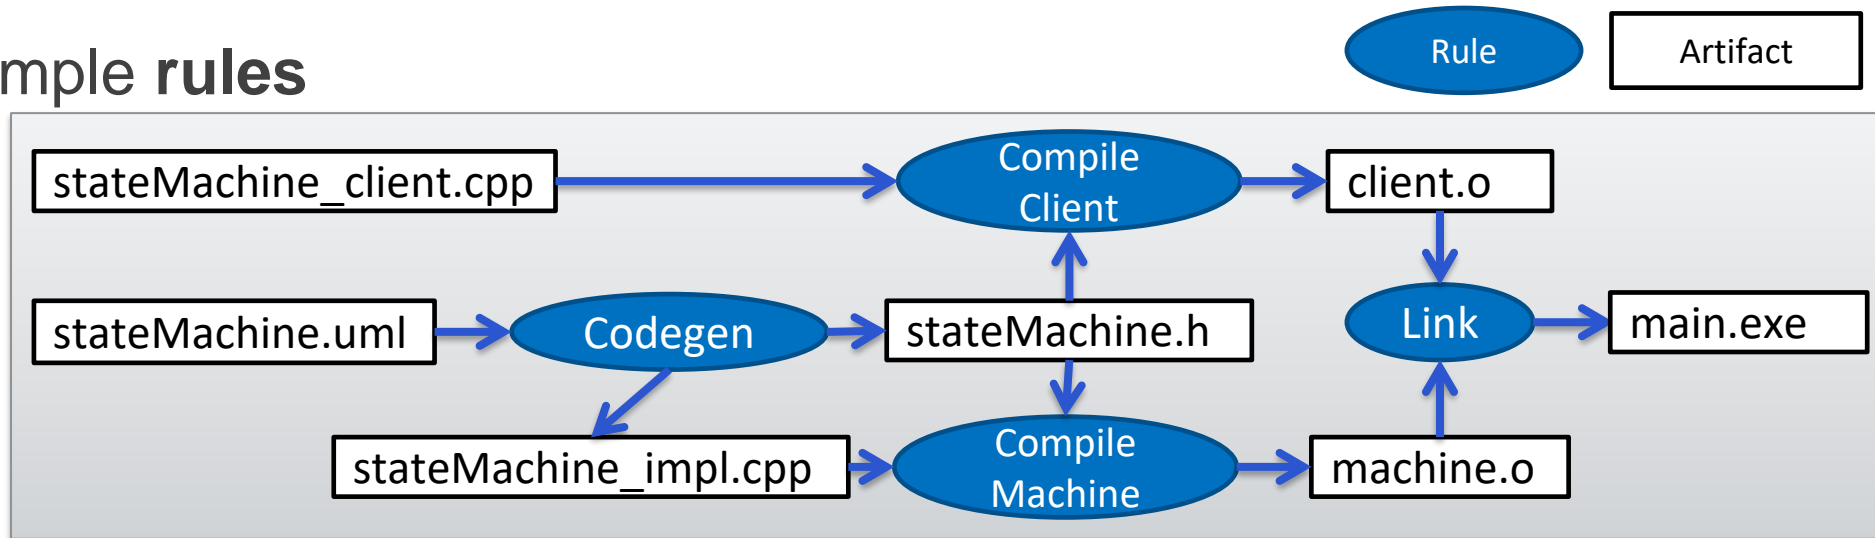 mple rules
Rule
Artifact
stateMachine_client.cpp
Compile
Client
client.o
stateMachine.uml
Codegen
stateMachine.h
Link
main.exe
stateMachine_impl.cpp
Compile
Machine
machine.o